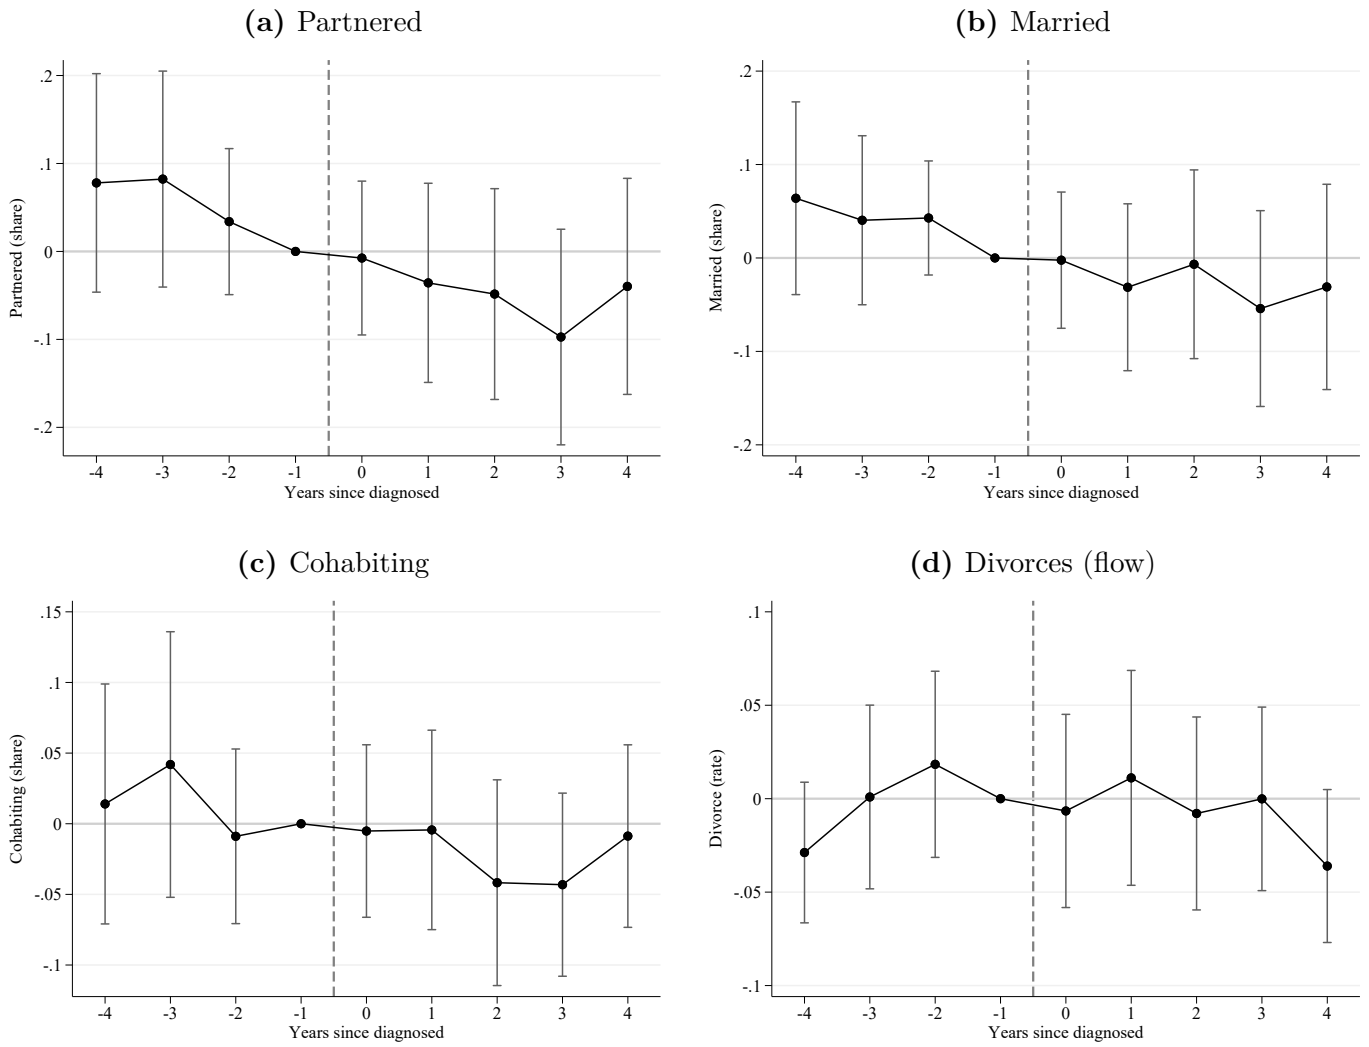 (a) Partnered
.2
.1
0
-.1
-.2
Partnered (share)
-4 -3 -2 -1 0 1 2 3 4
Years since diagnosed
(b) Married
.2
.1
0
-.1
-.2
Married (share)
-4 -3 -2 -1 0 1 2 3 4
Years since diagnosed
(c) Cohabiting
.15
.1
.05
0
-.05
-.1
Cohabiting (share)
-4 -3 -2 -1 0 1 2 3 4
Years since diagnosed
(d) Divorces (flow)
.1
.05
0
-.05
-.1
Divorce (rate)
-4 -3 -2 -1 0 1 2 3 4
Years since diagnosed